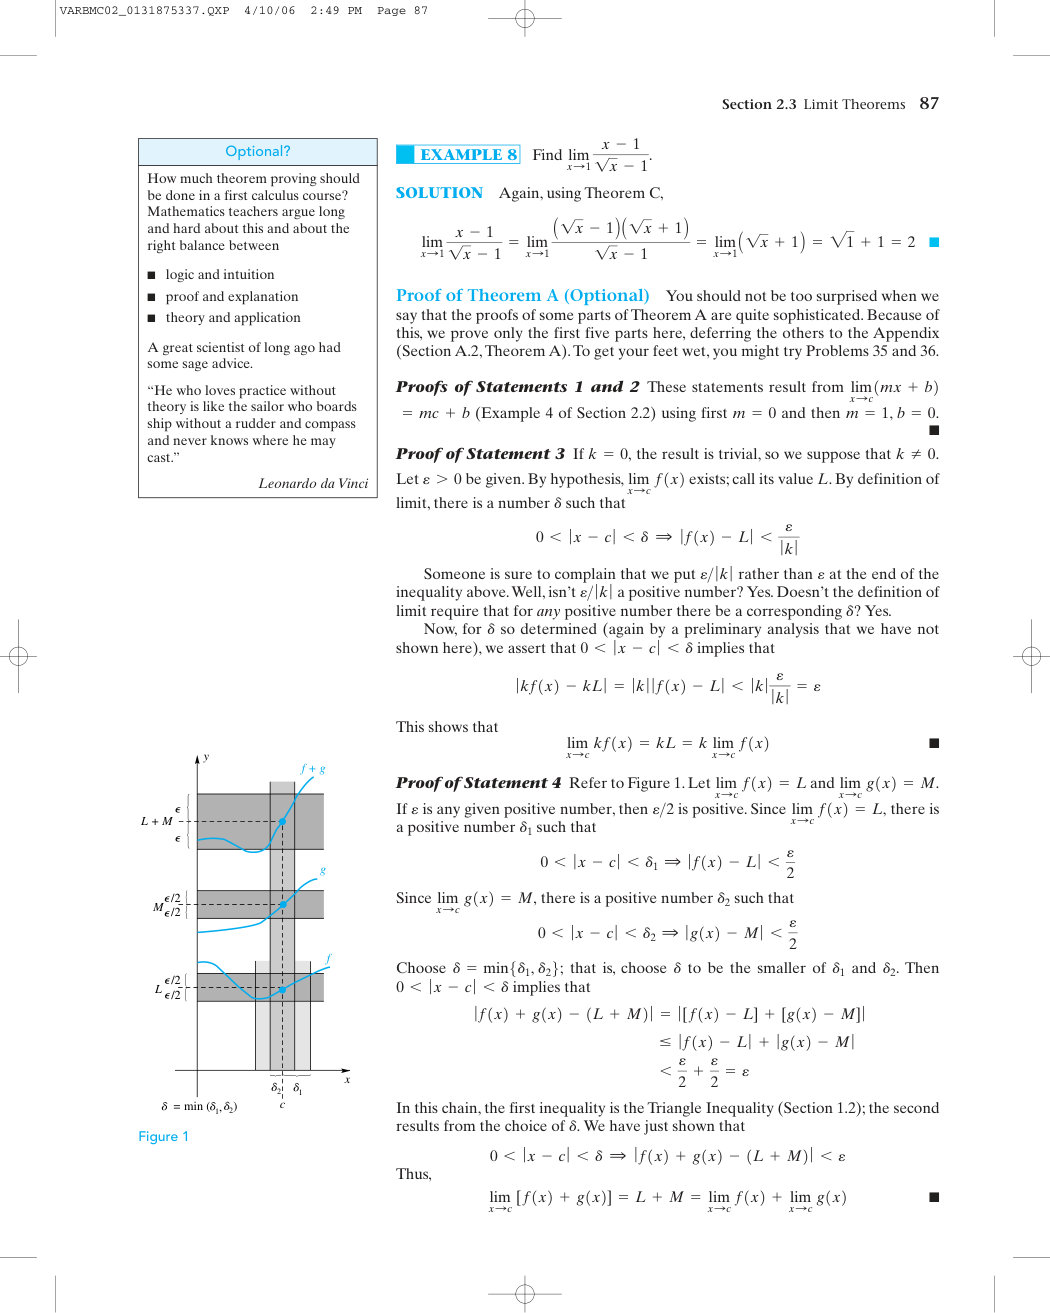 VARBMC02_0131875337.QXP 4/10/06 2:49 PM Page 87
Section 2.3 Limit Theorems 87
Optional?
How much theorem proving should
be done in a first calculus course?
Mathematics teachers argue long
and hard about this and about the
right balance between
■ logic and intuition
■ proof and explanation
■ theory and application
A great scientist of long ago had
some sage advice.
“He who loves practice without
theory is like the sailor who boards
ship without a rudder and compass
and never knows where he may
cast.”
Leonardo da Vinci
EXAMPLE 8 Find lim x→1 (x − 1)/(√x − 1).
SOLUTION Again, using Theorem C,
lim x→1 (x − 1)/(√x − 1) = lim x→1 (√x − 1)(√x + 1)/(√x − 1) = lim x→1 (√x + 1) = √1 + 1 = 2 ■
Proof of Theorem A (Optional) You should not be too surprised when we
say that the proofs of some parts of Theorem A are quite sophisticated. Because of
this, we prove only the first five parts here, deferring the others to the Appendix
(Section A.2, Theorem A). To get your feet wet, you might try Problems 35 and 36.
Proofs of Statements 1 and 2 These statements result from lim x→c (mx + b)
= mc + b (Example 4 of Section 2.2) using first m = 0 and then m = 1, b = 0.
■
Proof of Statement 3 If k = 0, the result is trivial, so we suppose that k ≠ 0.
Let ε > 0 be given. By hypothesis, lim x→c f(x) exists; call its value L. By definition of
limit, there is a number δ such that
0 < |x − c| < δ ⇒ |f(x) − L| < ε/|k|
Someone is sure to complain that we put ε/|k| rather than ε at the end of the
inequality above. Well, isn’t ε/|k| a positive number? Yes. Doesn’t the definition of
limit require that for any positive number there be a corresponding δ? Yes.
Now, for δ so determined (again by a preliminary analysis that we have not
shown here), we assert that 0 < |x − c| < δ implies that
|kf(x) − kL| = |k||f(x) − L| < |k| ε/|k| = ε
This shows that
lim x→c kf(x) = kL = k lim x→c f(x) ■
Proof of Statement 4 Refer to Figure 1. Let lim x→c f(x) = L and lim x→c g(x) = M.
If ε is any given positive number, then ε/2 is positive. Since lim x→c f(x) = L, there is
a positive number δ₁ such that
0 < |x − c| < δ₁ ⇒ |f(x) − L| < ε/2
Since lim x→c g(x) = M, there is a positive number δ₂ such that
0 < |x − c| < δ₂ ⇒ |g(x) − M| < ε/2
Choose δ = min{δ₁, δ₂}; that is, choose δ to be the smaller of δ₁ and δ₂. Then
0 < |x − c| < δ implies that
|f(x) + g(x) − (L + M)| = |[f(x) − L] + [g(x) − M]|
≤ |f(x) − L| + |g(x) − M|
< ε/2 + ε/2 = ε
In this chain, the first inequality is the Triangle Inequality (Section 1.2); the second
results from the choice of δ. We have just shown that
0 < |x − c| < δ ⇒ |f(x) + g(x) − (L + M)| < ε
Thus,
lim x→c [f(x) + g(x)] = L + M = lim x→c f(x) + lim x→c g(x) ■
y
f + g
ϵ
L + M
ϵ
g
ϵ/2
M
ϵ/2
f
ϵ/2
L
ϵ/2
x
δ₂ δ₁
c
δ = min (δ₁, δ₂)
Figure 1